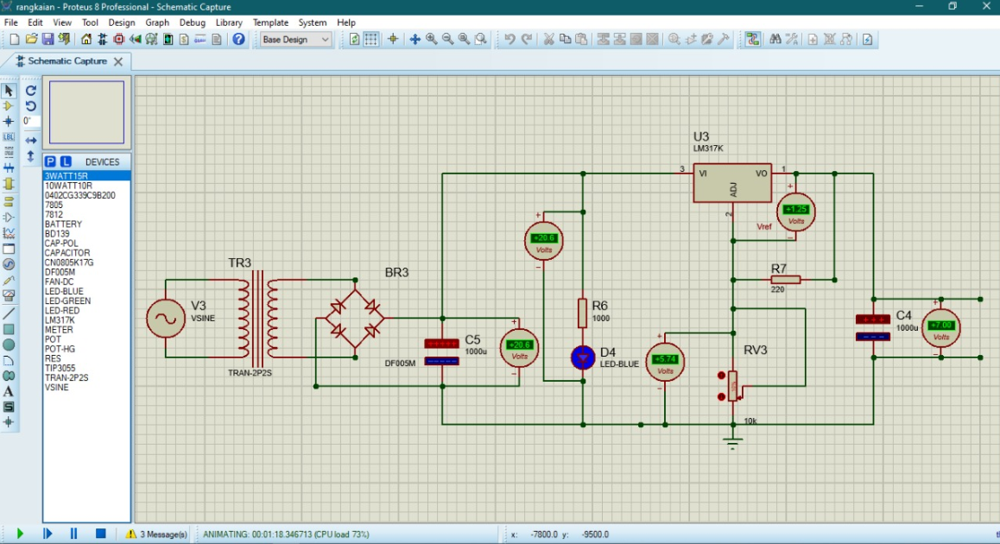 rangkaian - Proteus 8 Professional - Schematic Capture
File Edit View Tool Design Graph Debug Library Template System Help
Base Design
Schematic Capture
0°
LBL
P L DEVICES
3WATT15R
10WATT10R
0402CG339C9B200
7805
7812
BATTERY
BD139
CAP-POL
CAPACITOR
CN0805K17G
DF005M
FAN-DC
LED-BLUE
LED-GREEN
LED-RED
LM317K
METER
POT
POT-HG
RES
TIP3055
TRAN-2P2S
VSINE
A
S
U3
LM317K
3 VI VO 1
ADJ
2
+1.25
Volts
Vref
+20.6
Volts
TR3
TRAN-2P2S
V3
VSINE
BR3
DF005M
C5
1000u
+20.6
Volts
R6
1000
D4
LED-BLUE
R7
220
+5.74
Volts
RV3
10k
C4
1000u
+7.00
Volts
3 Message(s)
ANIMATING: 00:01:18.346713 (CPU load 73%)
x: -7800.0 y: -9500.0